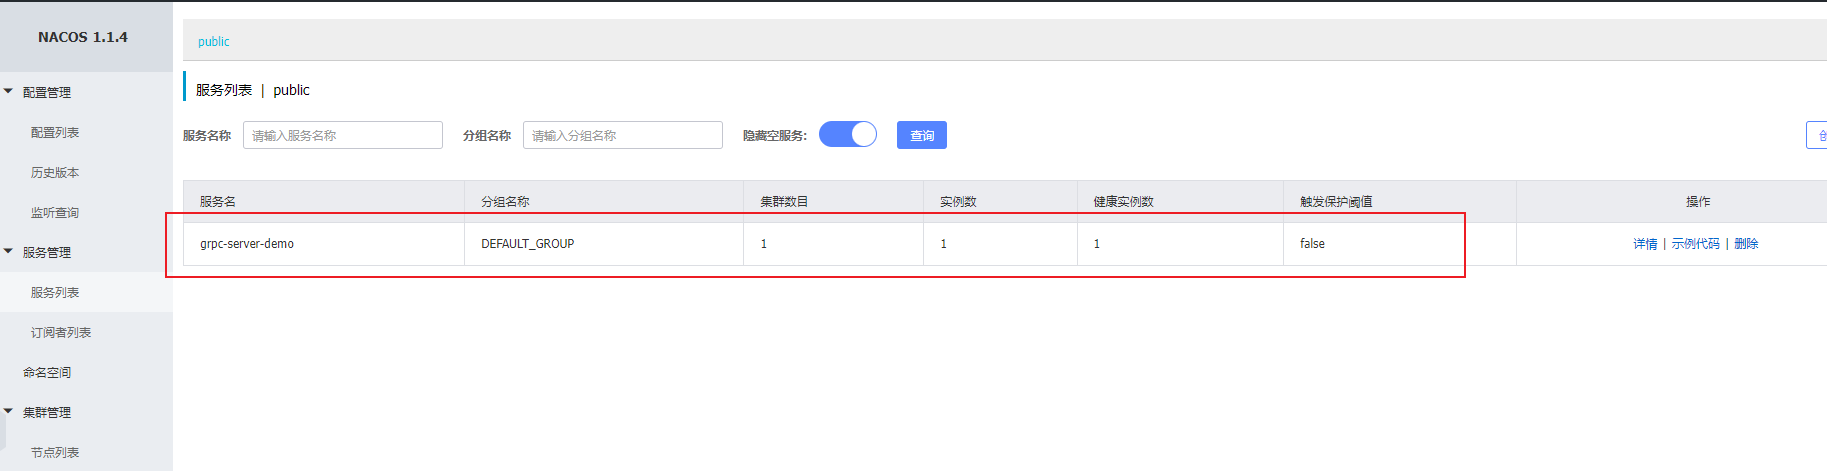 NACOS 1.1.4
配置管理
配置列表
历史版本
监听查询
服务管理
服务列表
订阅者列表
命名空间
集群管理
节点列表
public
服务列表 | public
服务名称 请输入服务名称 分组名称 请输入分组名称 隐藏空服务: 查询
服务名 分组名称 集群数目 实例数 健康实例数 触发保护阈值 操作
grpc-server-demo DEFAULT_GROUP 1 1 1 false 详情 | 示例代码 | 删除